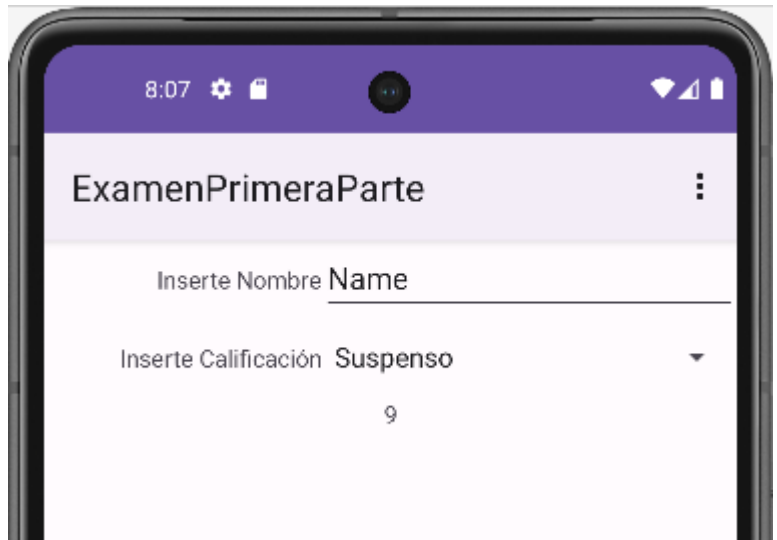 8:07
ExamenPrimeraParte
Inserte Nombre Name
Inserte Calificación Suspenso
9